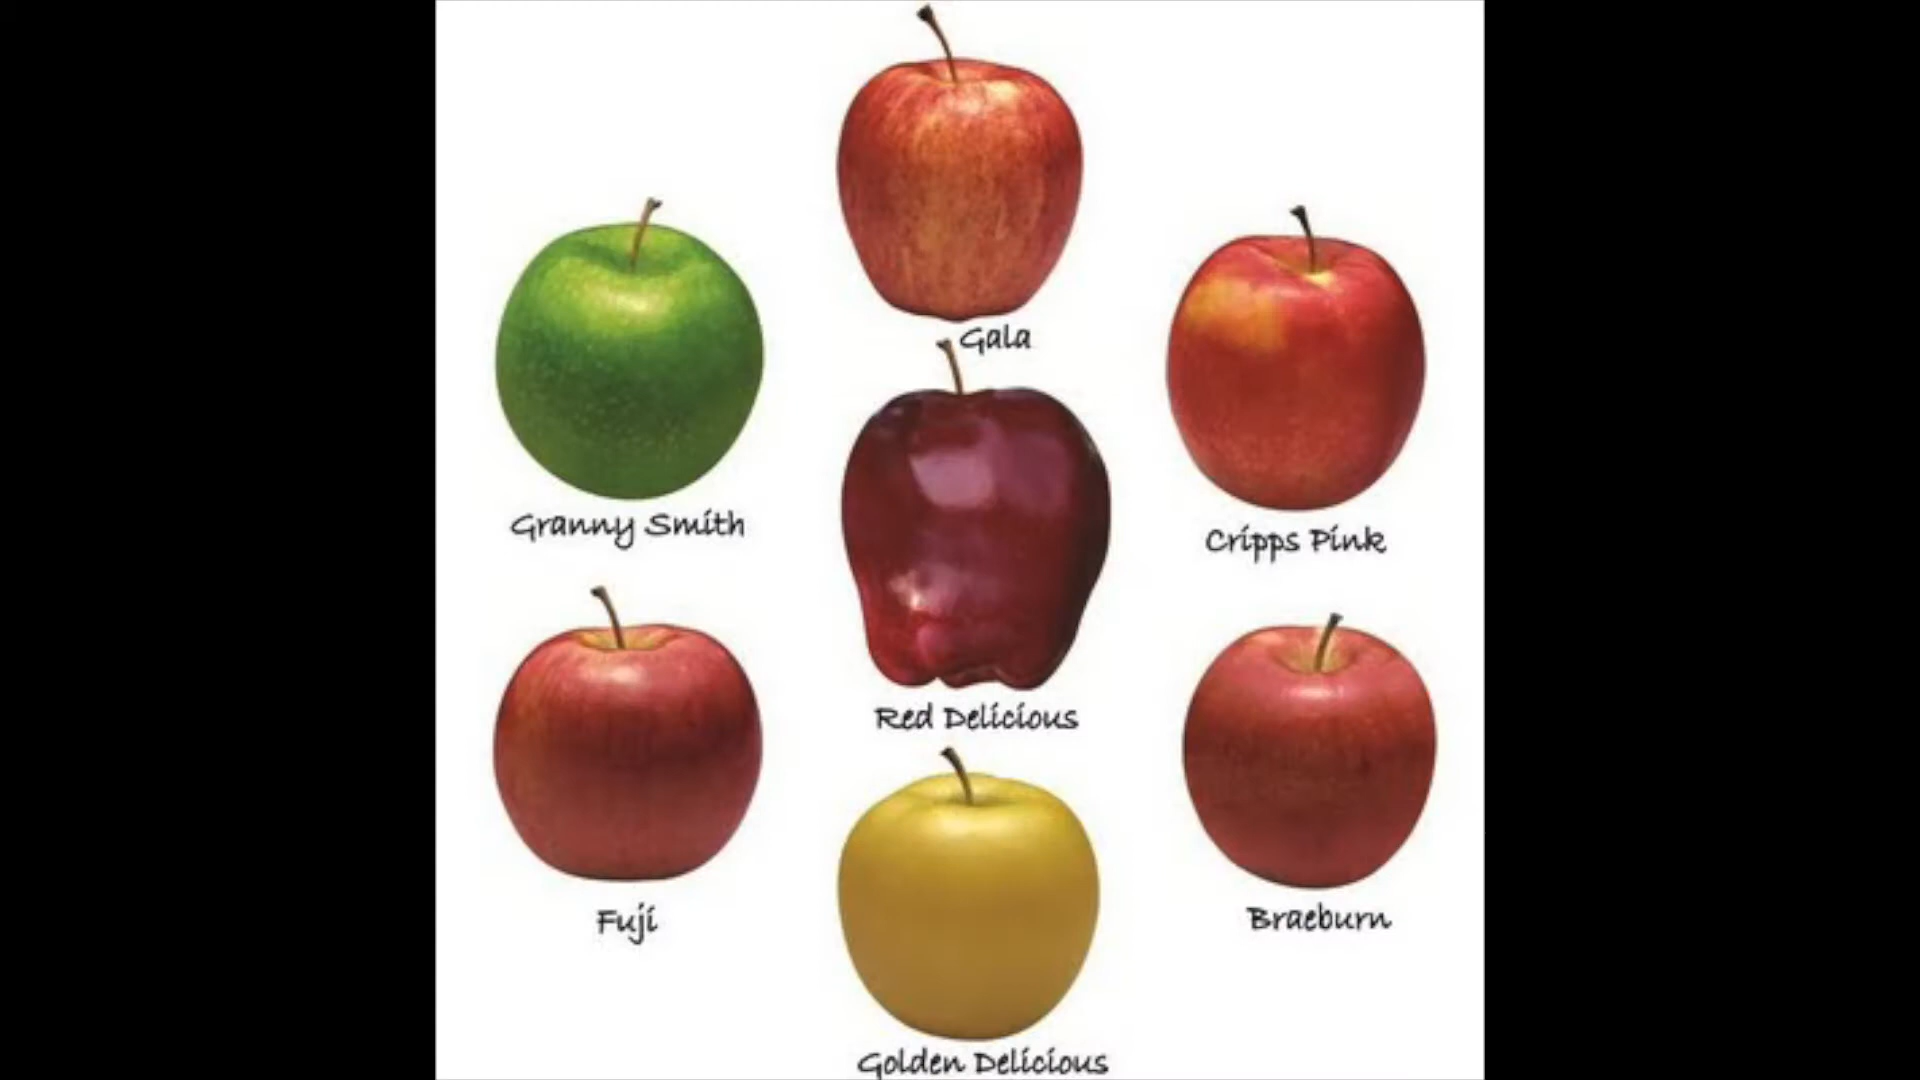 Gala
Granny Smith
Cripps Pink
Red Delicious
Fuji
Braeburn
Golden Delicious